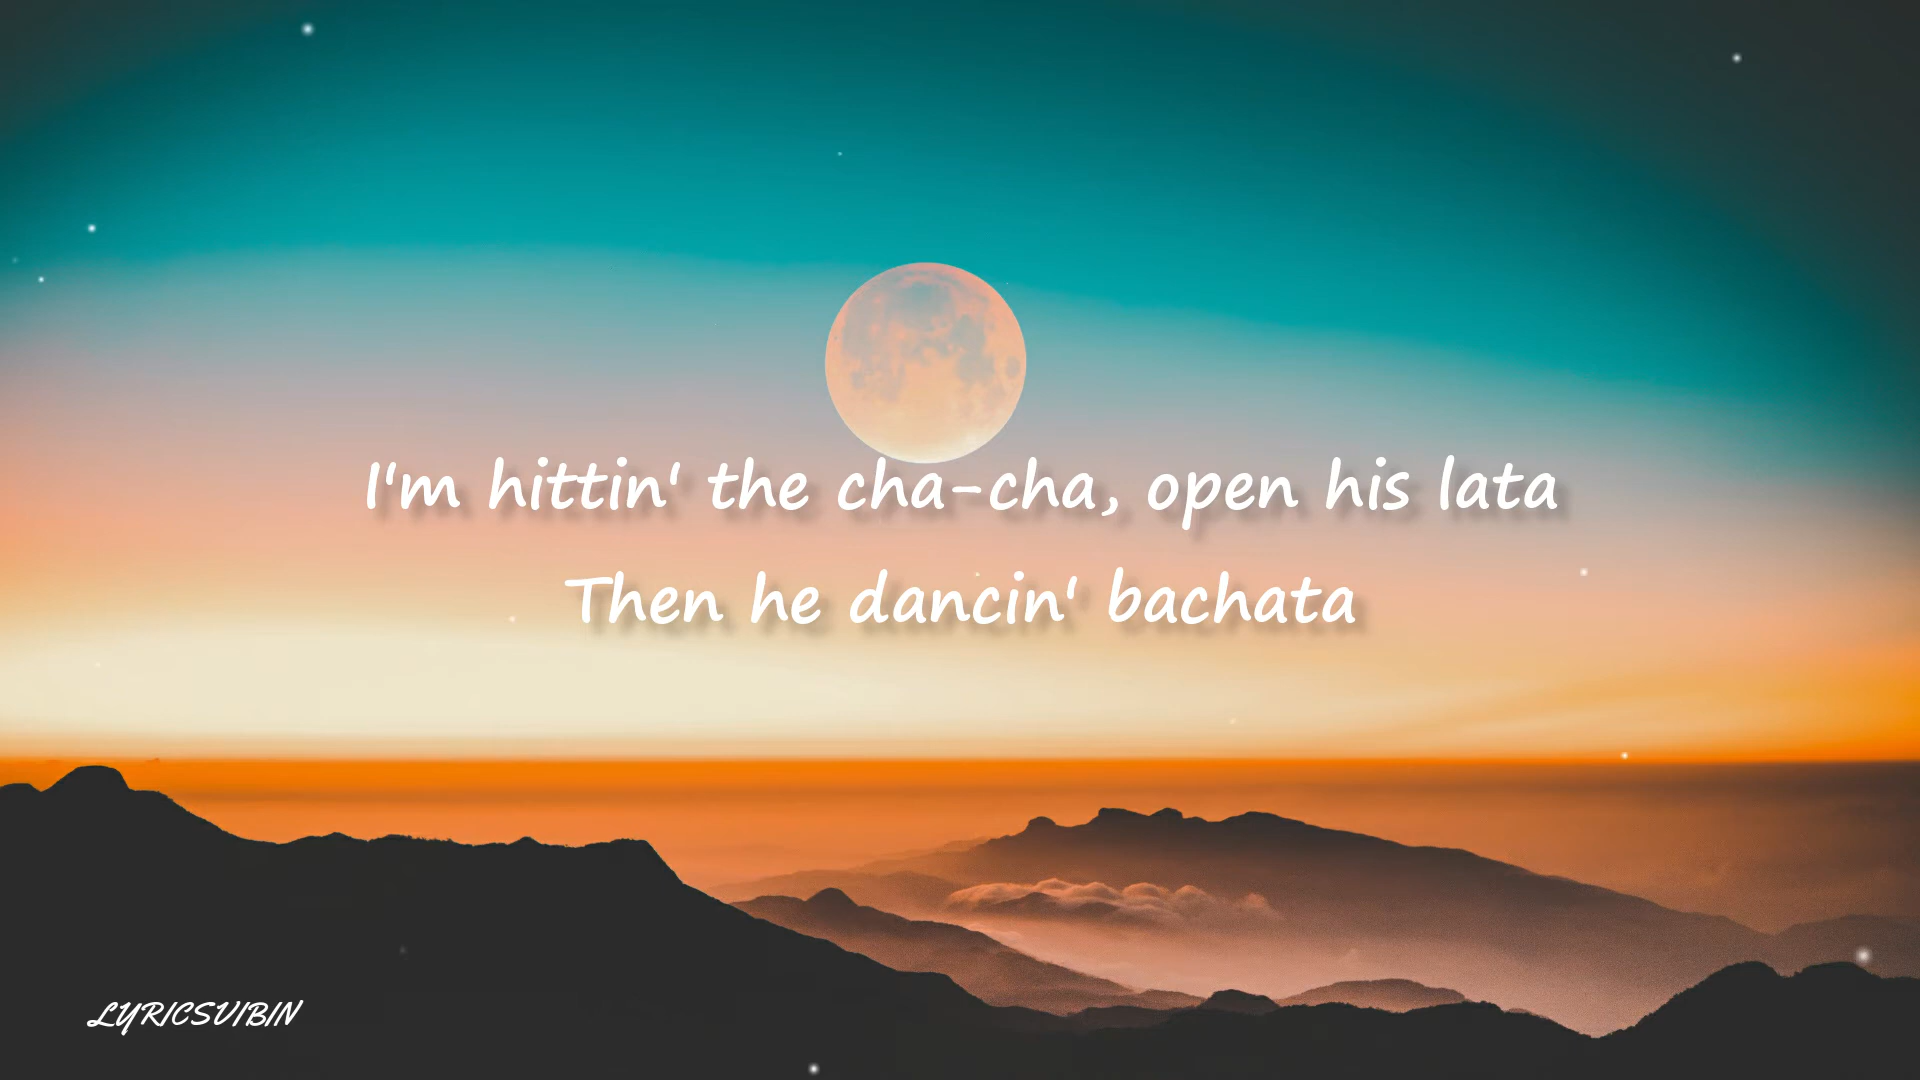 I'm hittin' the cha-cha, open his lata
Then he dancin' bachata
LYRICSVIBIN